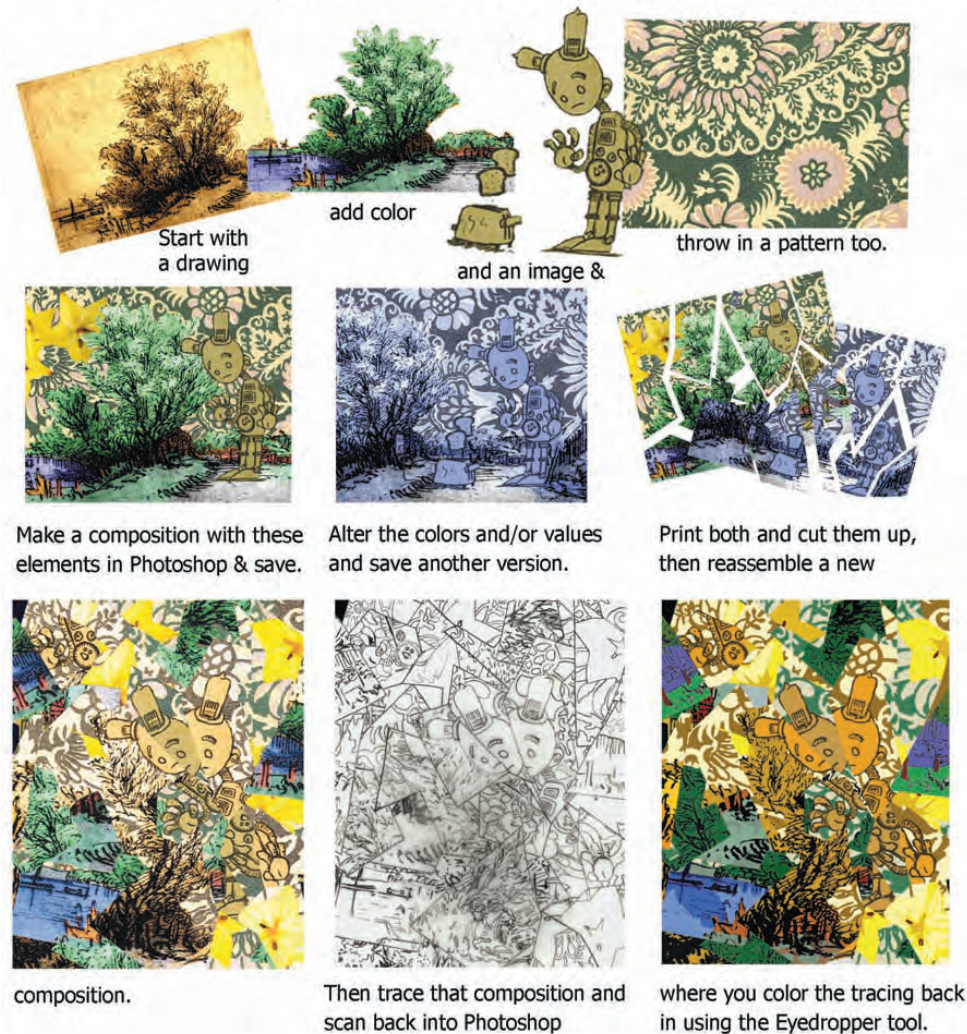 Start with
a drawing
add color
and an image &
throw in a pattern too.
Make a composition with these
elements in Photoshop & save.
Alter the colors and/or values
and save another version.
Print both and cut them up,
then reassemble a new
composition.
Then trace that composition and
scan back into Photoshop
where you color the tracing back
in using the Eyedropper tool.